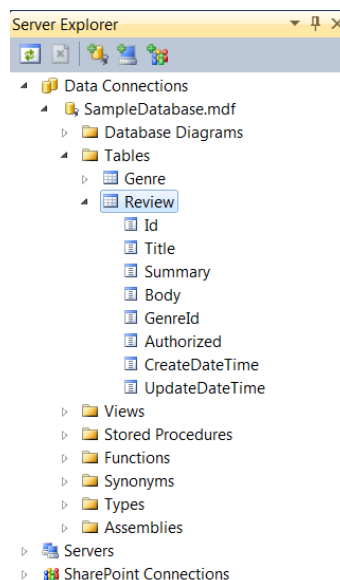 Server Explorer
Data Connections
SampleDatabase.mdf
Database Diagrams
Tables
Genre
Review
Id
Title
Summary
Body
GenreId
Authorized
CreateDateTime
UpdateDateTime
Views
Stored Procedures
Functions
Synonyms
Types
Assemblies
Servers
SharePoint Connections